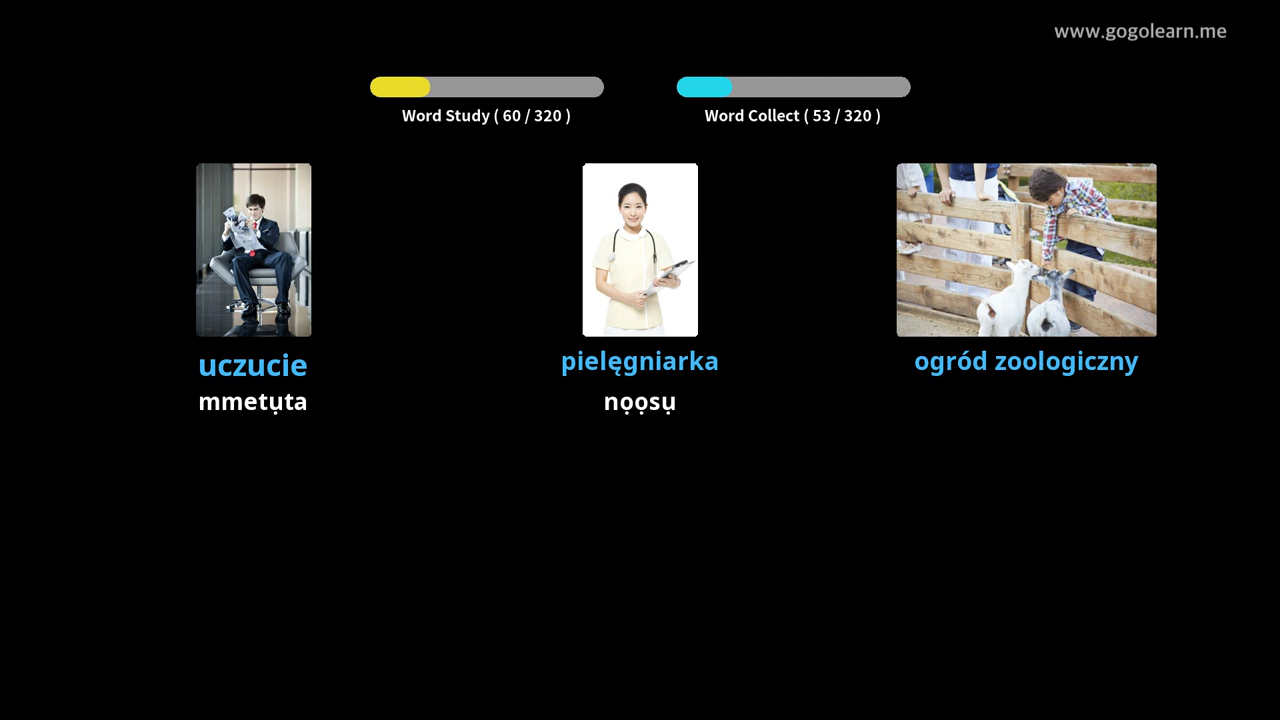 www.gogolearn.me
Word Study ( 60 / 320 )
Word Collect ( 53 / 320 )
uczucie
mmetụta
pielęgniarka
nọọsụ
ogród zoologiczny